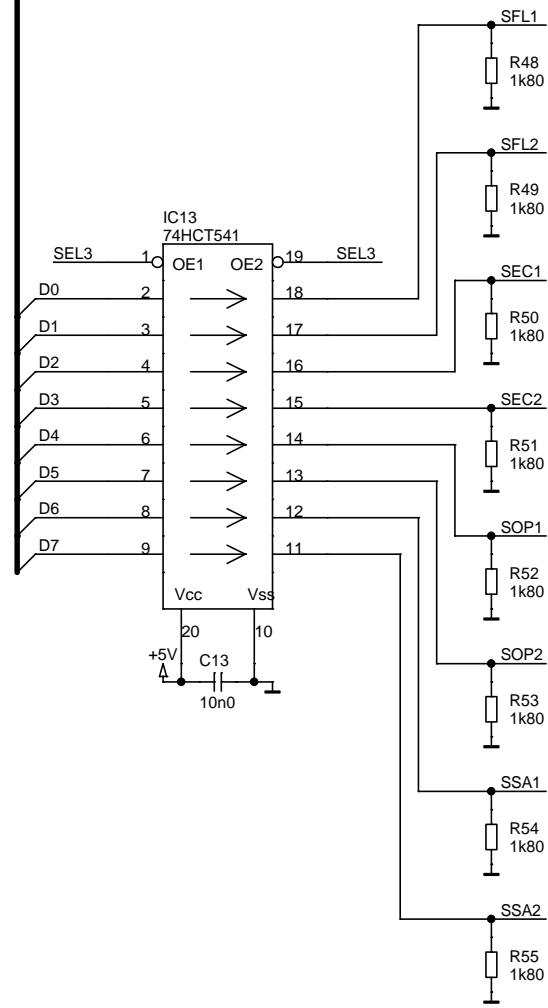 SFL1
R48
1k80
SFL2
R49
1k80
IC13
74HCT541
SEL3 1 OE1 OE2 19 SEL3
SEC1
D0 2 18
R50
1k80
D1 3 17
D2 4 16
D3 5 15 SEC2
D4 6 14
R51
1k80
D5 7 13
D6 8 12
SOP1
D7 9 11
R52
1k80
Vcc Vss
20 10
+5V C13
10n0
SOP2
R53
1k80
SSA1
R54
1k80
SSA2
R55
1k80